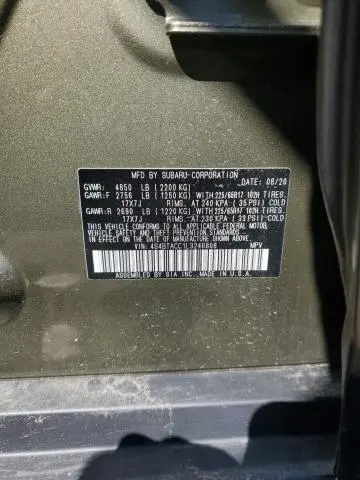 MFD BY SUBARU CORPORATION
DATE: 08/20
GVWR: 4850 LB (2200 KG)
GAWR:F 2756 LB (1250 KG) WITH 225/65R17 102H TIRES,
17X7J RIMS, AT 240 KPA (35 PSI) COLD
GAWR:R 2690 LB (1220 KG) WITH 225/65R17 102H TIRES,
17X7J RIMS, AT 230 KPA (33 PSI) COLD
THIS VEHICLE CONFORMS TO ALL APPLICABLE
FEDERAL MOTOR VEHICLE SAFETY, BUMPER, AND
THEFT PREVENTION STANDARDS IN EFFECT
ON THE DATE OF MANUFACTURE SHOWN ABOVE.
VIN: 4S4BTACC1L3246808 MPV
ASSEMBLED BY SIA INC. MADE IN U.S.A.